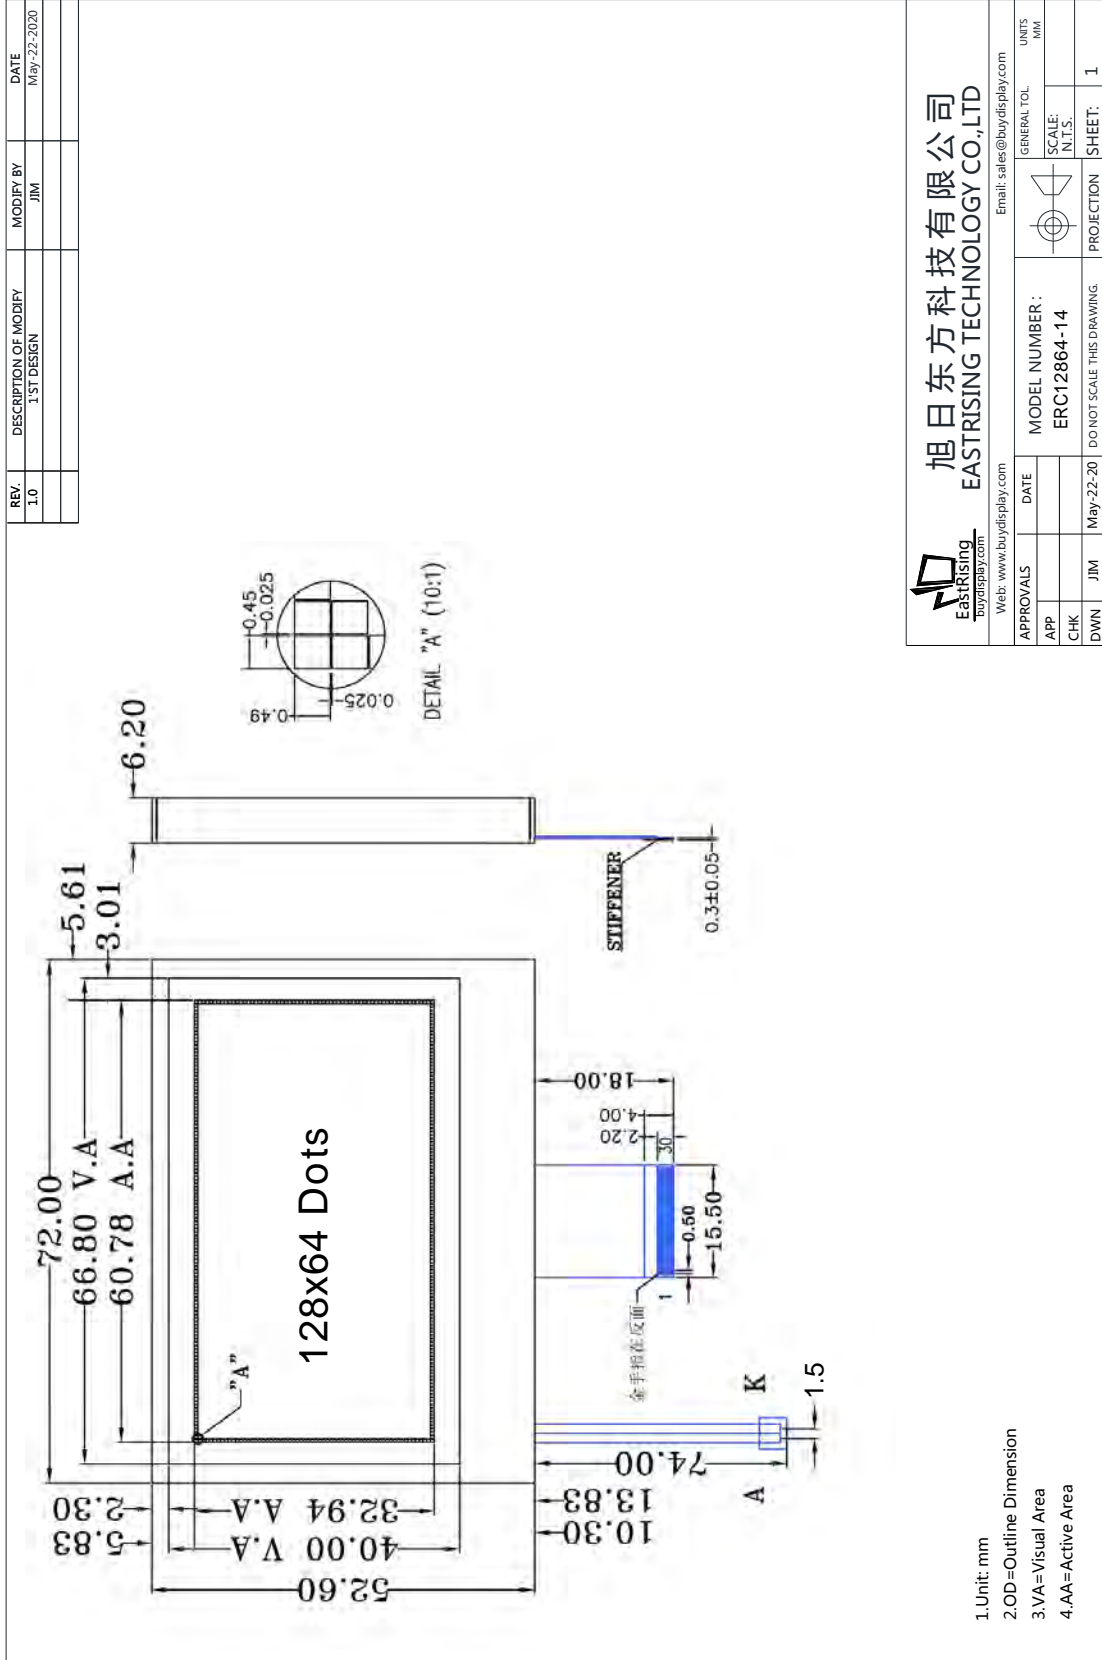 REV. DESCRIPTION OF MODIFY MODIFY BY DATE
1.0 1'ST DESIGN JIM May-22-2020
72.00
66.80 V.A
60.78 A.A
5.61
3.01
6.20
"A"
128x64 Dots
2.30
5.83
32.94 A.A
40.00 V.A
52.60
13.83
10.30
74.00
A K
1.5
金手指在反面
1
30
0.50
15.50
2.20
4.00
18.00
STIFFENER
0.3±0.05
0.45
0.025
0.49
0.025
DETAIL "A" (10:1)
1.Unit: mm
2.OD=Outline Dimension
3.VA=Visual Area
4.AA=Active Area
EastRising
buydisplay.com
旭日东方科技有限公司
EASTRISING TECHNOLOGY CO.,LTD
Web: www.buydisplay.com Email: sales@buydisplay.com
APPROVALS DATE
APP
CHK
DWN JIM May-22-20
MODEL NUMBER :
ERC12864-14
DO NOT SCALE THIS DRAWING.
PROJECTION
GENERAL TOL. UNITS
MM
SCALE:
N.T.S.
SHEET: 1